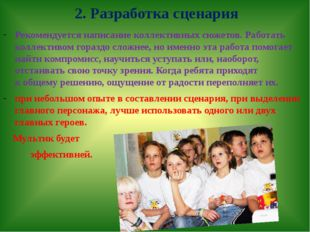 2. Разработка сценария
- Рекомендуется написание коллективных сюжетов. Работать
коллективом гораздо сложнее, но именно эта работа помогает
найти компромисс, научиться уступать или, наоборот,
отстаивать свою точку зрения. Когда ребята приходят
к общему решению, ощущение от радости переполняет их.
- при небольшом опыте в составлении сценария, при выделении
главного персонажа, лучше использовать одного или двух
главных героев.
Мультик будет
эффективней.